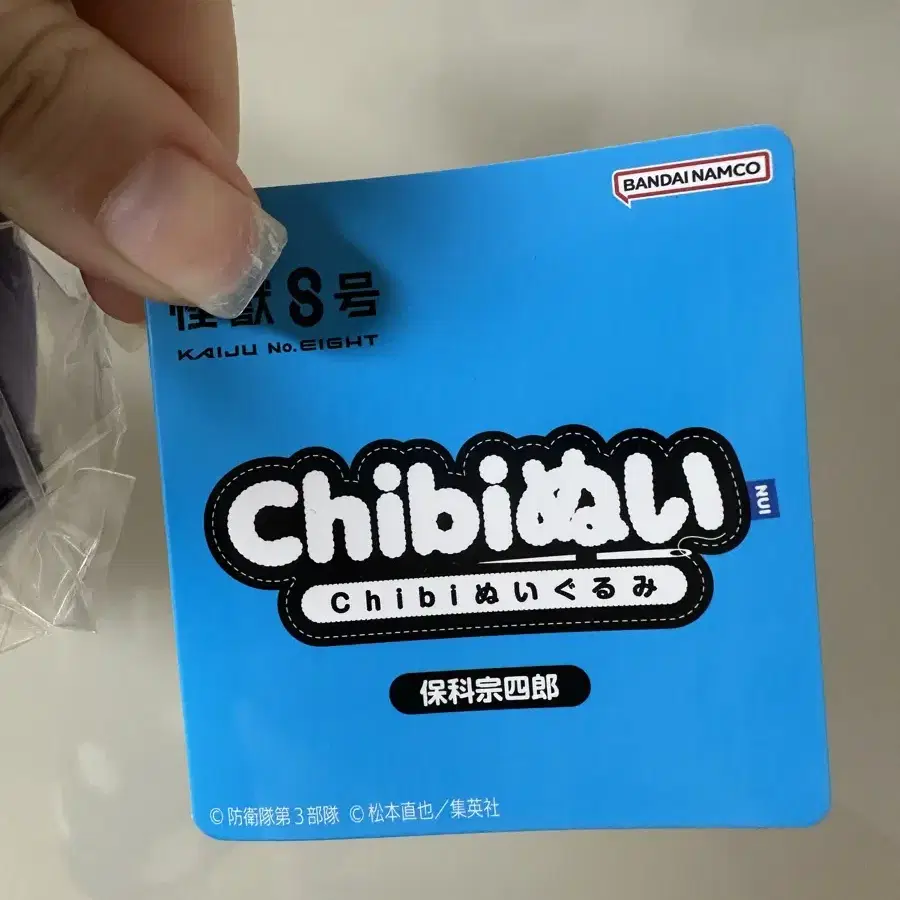 BANDAI NAMCO
怪獣8号
KAIJU No.EIGHT
Chibiぬい
NUI
Chibiぬいぐるみ
保科宗四郎
©防衛隊第3部隊 ©松本直也／集英社